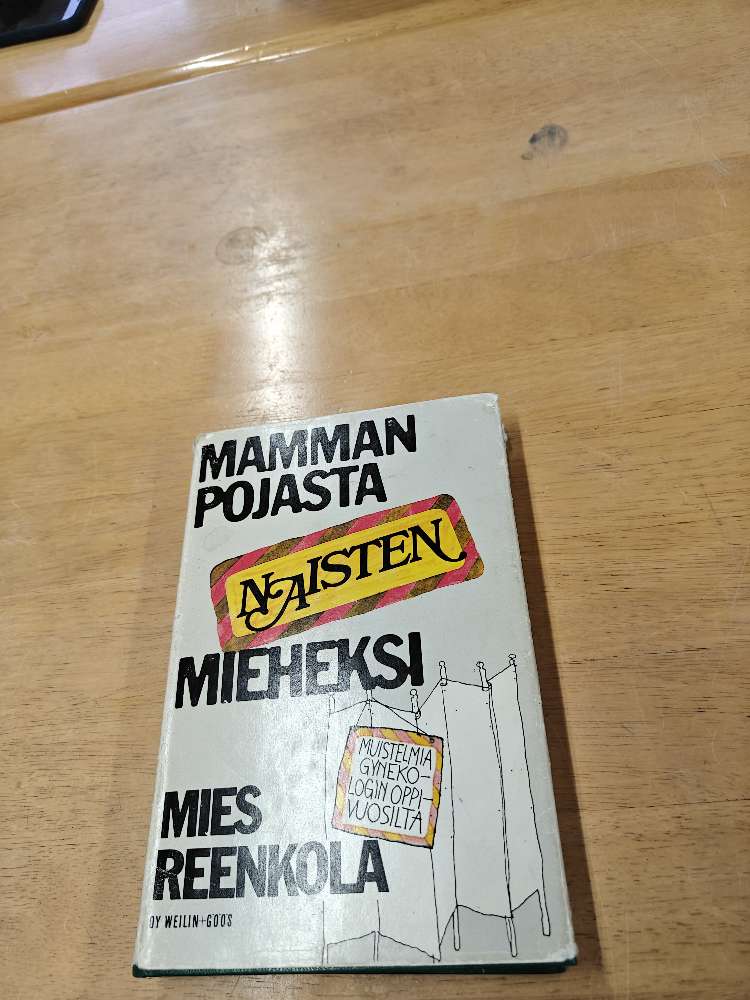 MAMMAN
POJASTA
NAISTEN
MIEHEKSI
MUISTELMIA
GYNEKO-
LOGIN OPPI-
VUOSILTA
MIES
REENKOLA
OY WEILIN+GÖÖS